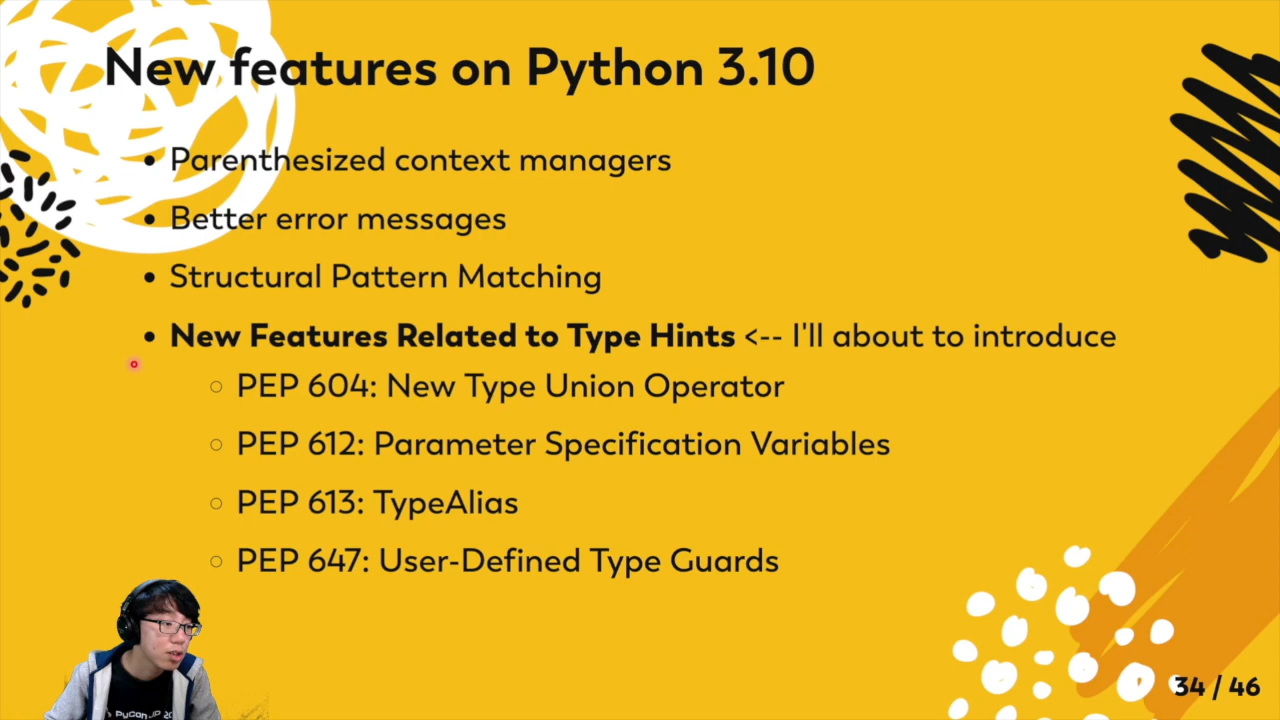 New features on Python 3.10
• Parenthesized context managers
• Better error messages
• Structural Pattern Matching
• New Features Related to Type Hints <-- I'll about to introduce
○ PEP 604: New Type Union Operator
○ PEP 612: Parameter Specification Variables
○ PEP 613: TypeAlias
○ PEP 647: User-Defined Type Guards
PyCon JP
34 / 46